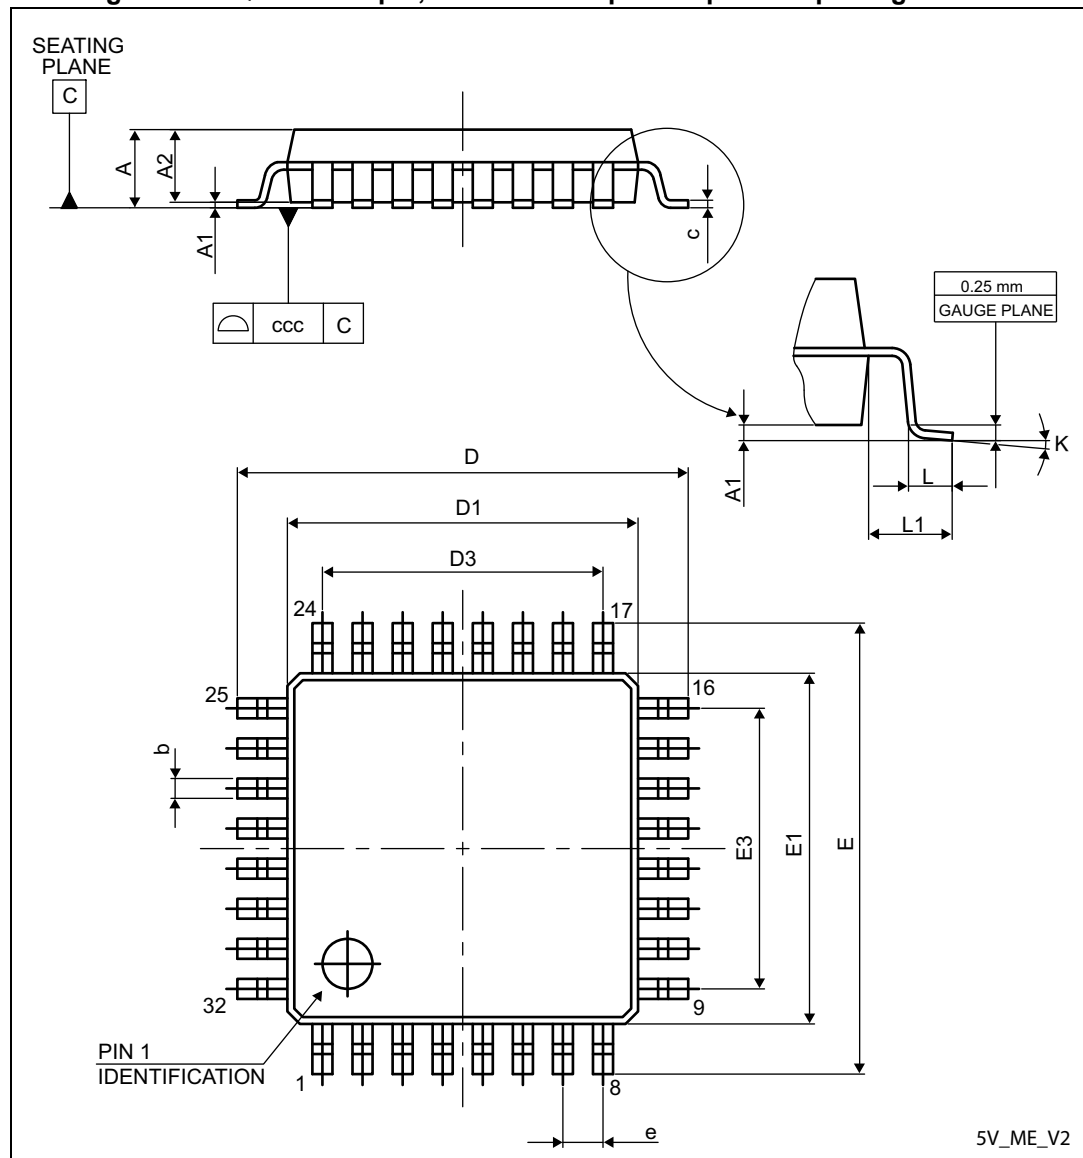 SEATING
PLANE
C
A
A2
A1
c
ccc
C
0.25 mm
GAUGE PLANE
K
A1
L
L1
D
D1
D3
24
17
25
16
b
E3
E1
E
32
9
PIN 1
IDENTIFICATION
1
8
e
5V_ME_V2